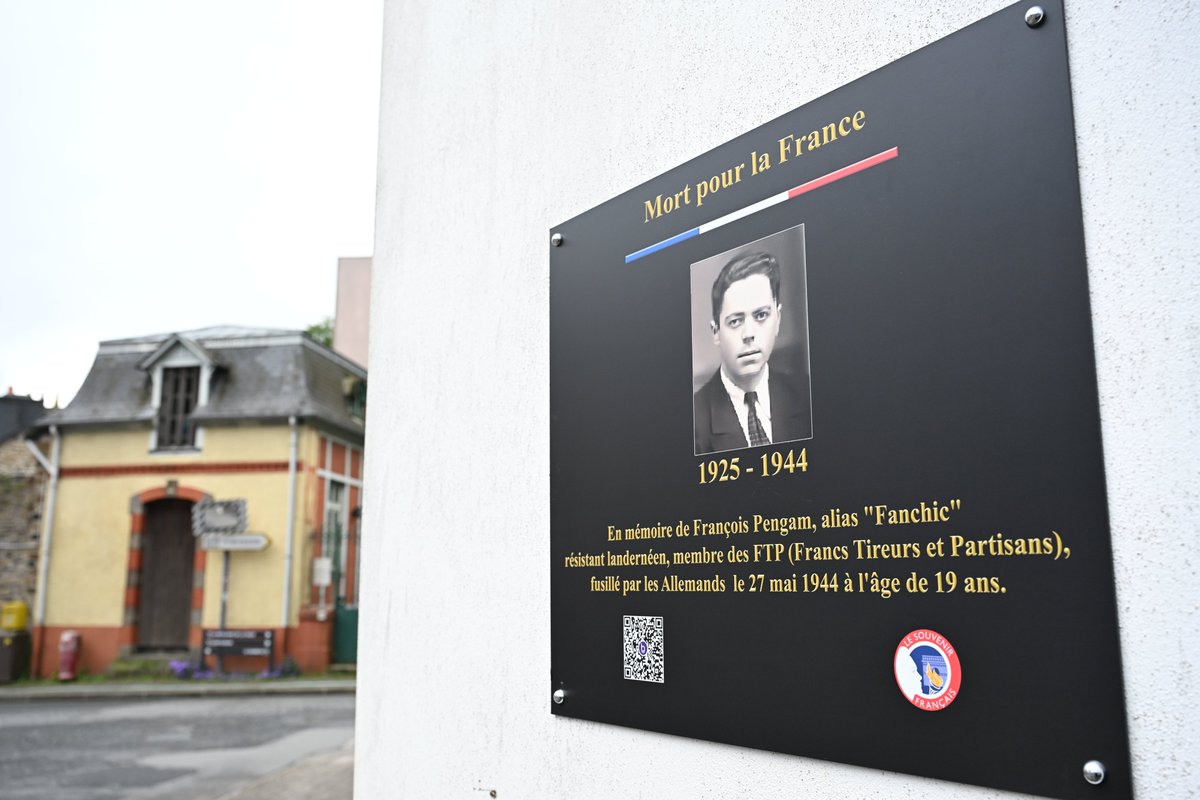 Mort pour la France
1925 - 1944
En mémoire de François Pengam, alias "Fanchic"
résistant landernéen, membre des FTP (Francs Tireurs et Partisans),
fusillé par les Allemands le 27 mai 1944 à l'âge de 19 ans.
LE SOUVENIR
FRANÇAIS